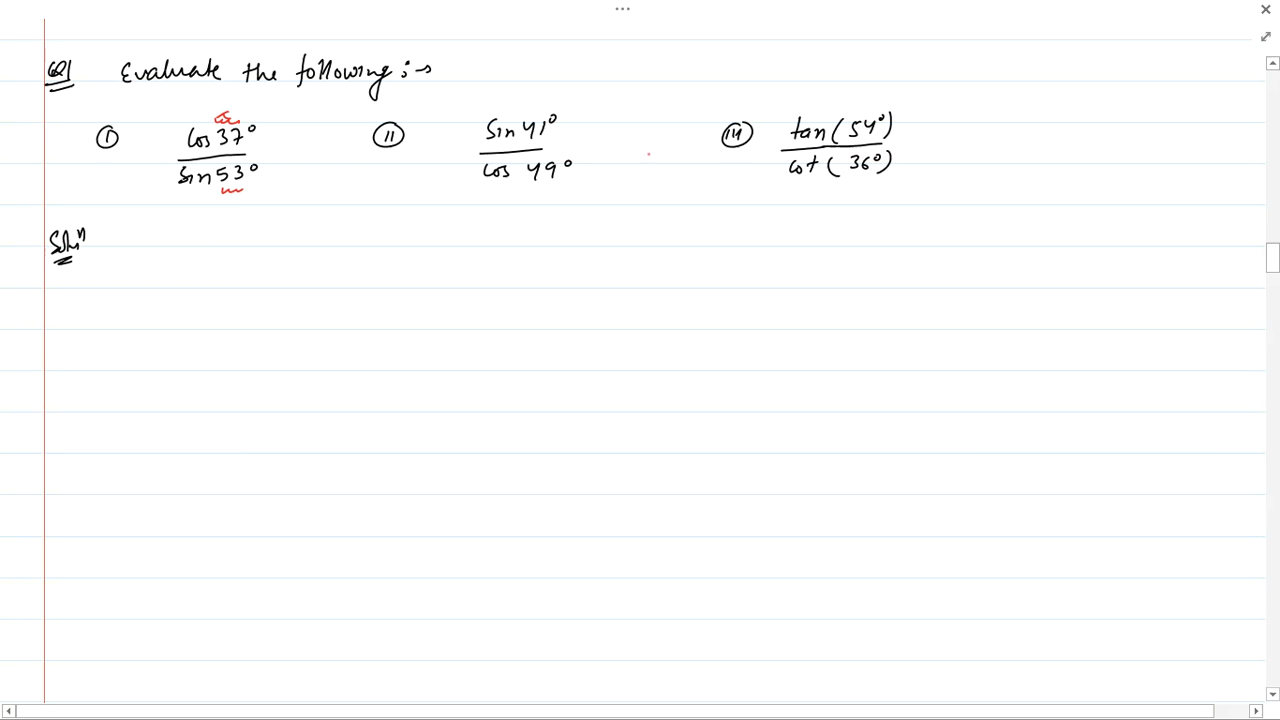 Q1 Evaluate the following :→
(i) cos 37° / sin 53° (ii) sin 41° / cos 49° (iii) tan (54°) / cot (36°)
Solⁿ